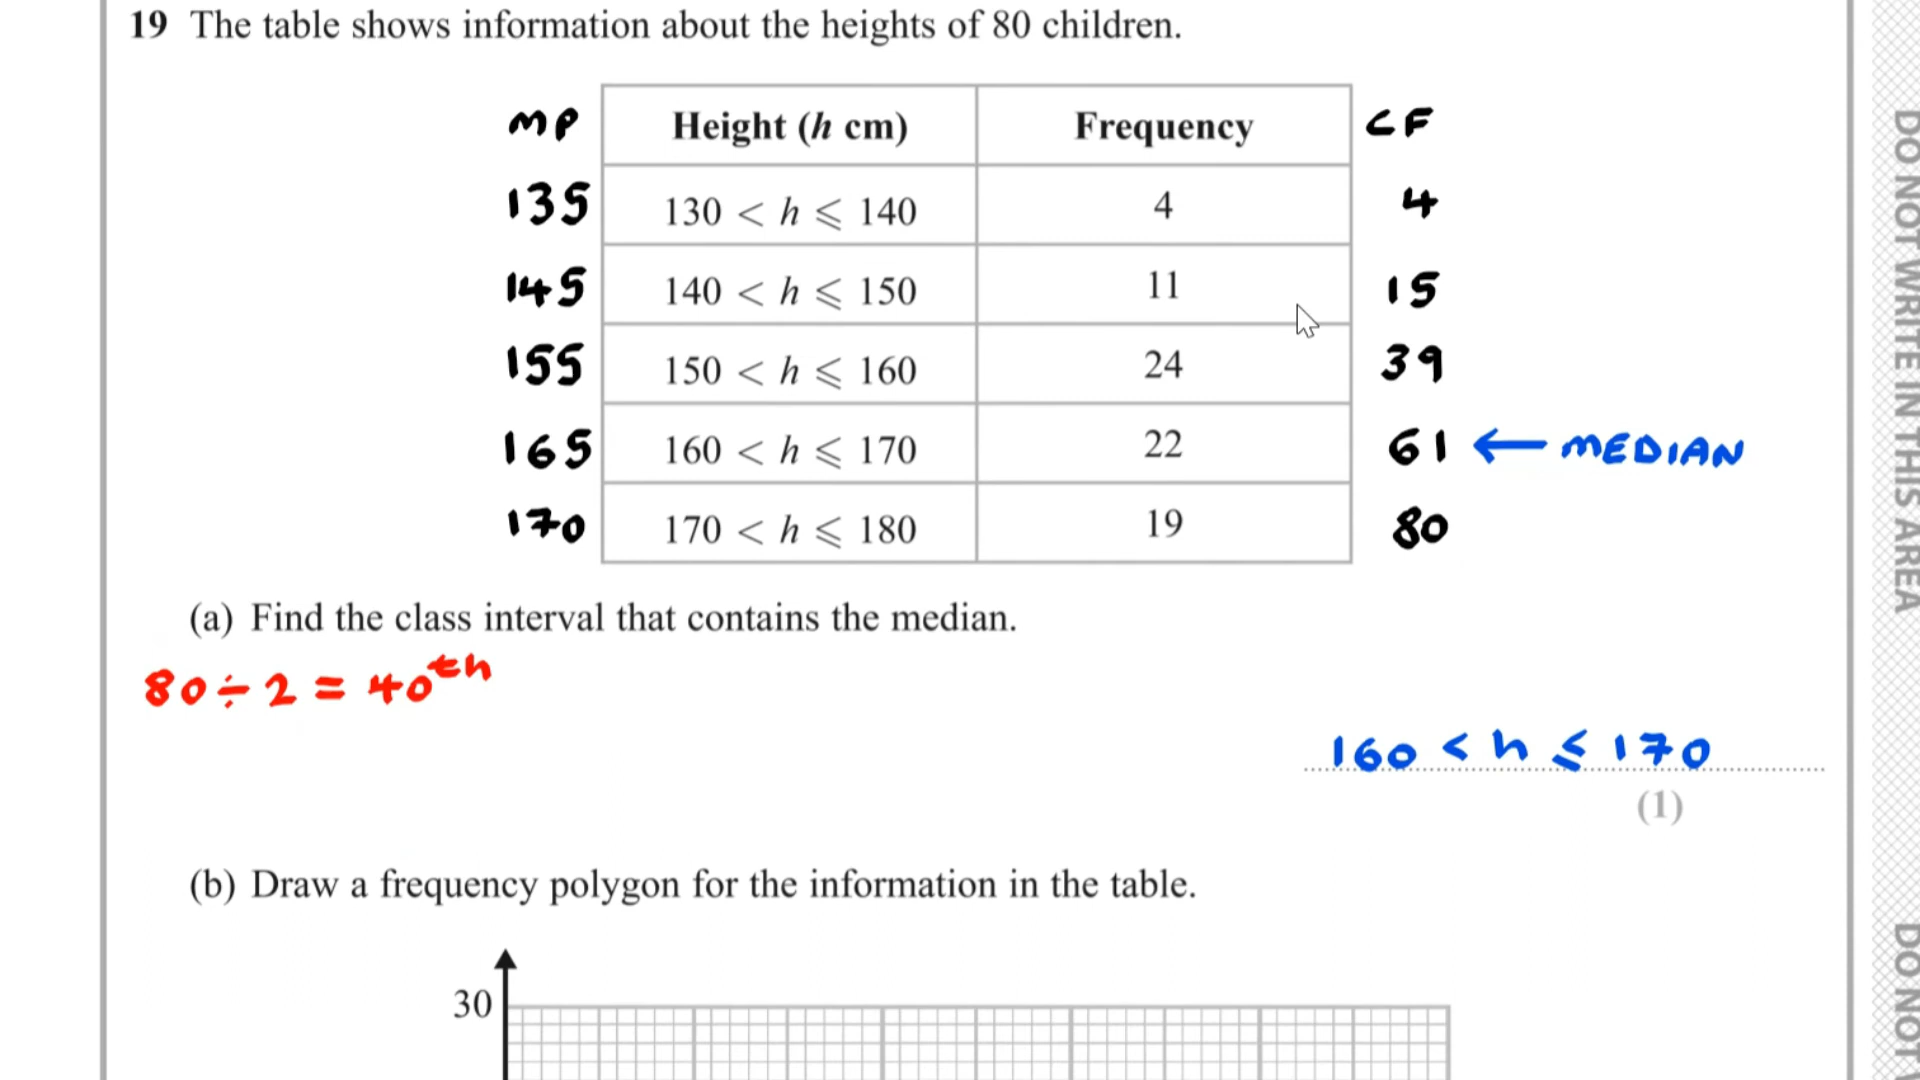 19 The table shows information about the heights of 80 children.
MP Height (h cm) Frequency CF
135 130 < h ⩽ 140 4 4
145 140 < h ⩽ 150 11 15
155 150 < h ⩽ 160 24 39
165 160 < h ⩽ 170 22 61 ← MEDIAN
170 170 < h ⩽ 180 19 80
(a) Find the class interval that contains the median.
80 ÷ 2 = 40th
160 < h ≤ 170
(1)
(b) Draw a frequency polygon for the information in the table.
30
DO NOT WRITE IN THIS AREA
DO NOT